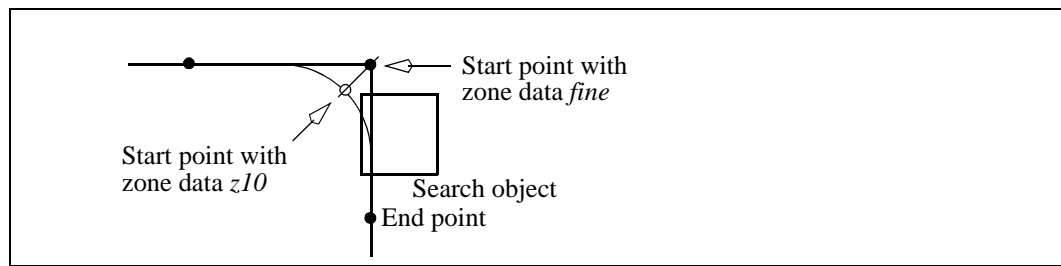 Start point with
zone data fine
Start point with
zone data z10
Search object
End point